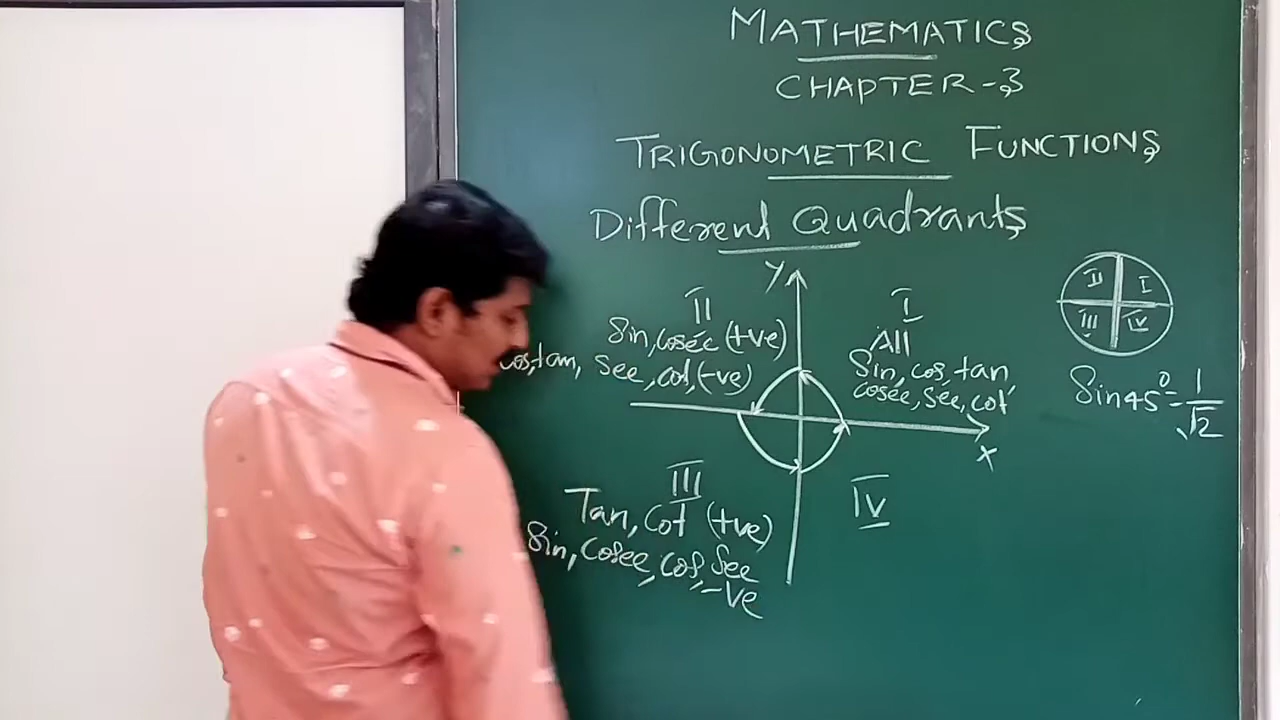 MATHEMATICS
CHAPTER-3
TRIGONOMETRIC FUNCTIONS
Different Quadrants
Y
II
Sin, cosec (+ve)
cos, tan, sec, cot, (-ve)
I
All
Sin, cos, tan,
cosec, sec, cot
X
III
Tan, Cot (+ve)
Sin, Cosec, cos, Sec
-ve
IV
II I
III IV
Sin45° = 1/√2